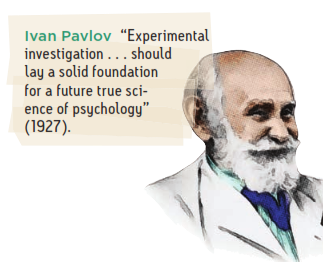 Ivan Pavlov “Experimental
investigation . . . should
lay a solid foundation
for a future true sci-
ence of psychology”
(1927).